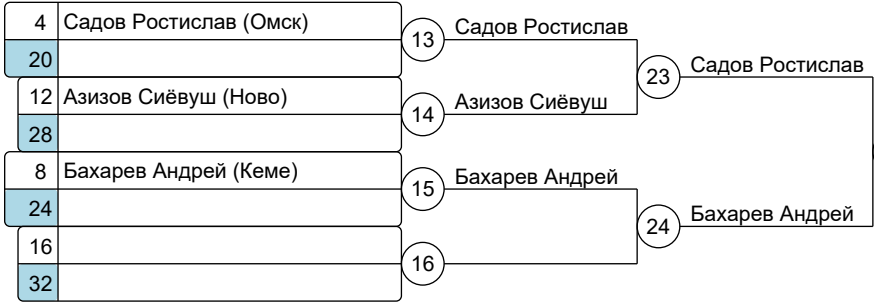 4 Садов Ростислав (Омск)
20
12 Азизов Сиёвуш (Ново)
28
8 Бахарев Андрей (Кеме)
24
16
32
13 Садов Ростислав
14 Азизов Сиёвуш
15 Бахарев Андрей
16
23 Садов Ростислав
24 Бахарев Андрей